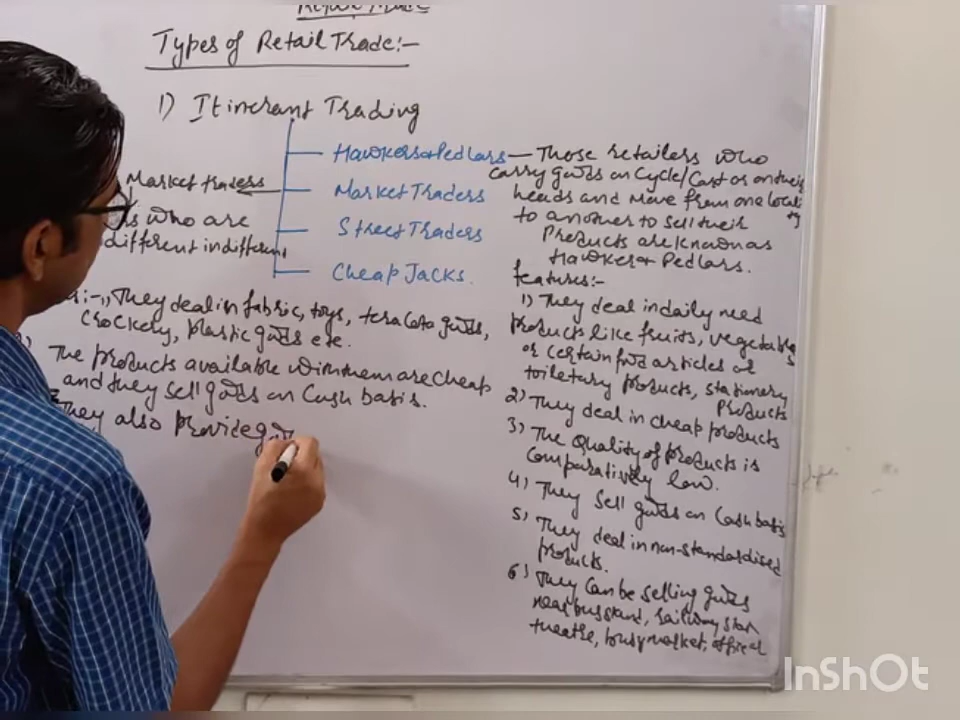 Types of Retail Trade:-
1) Itinerant Trading
Hawkers & Pedlars — Those retailers who
carry goods on Cycle/Cart or on their
heads and move from one locality
to another to sell their
Products are known as
Hawker & Pedlars.
Market Traders
Street Traders
Cheap Jacks.
features:-
1) They deal in daily need
products like fruits, vegetables
or certain food articles or
toiletary products, stationery
products
2) They deal in cheap products
3) The Quality of products is
comparatively low.
4) They sell goods on Cash basis
5) They deal in non-standardised
products.
6) They can be selling goods
near bus stand, railway
theatre, busy market,
Market traders
who are
different in different
:- 1) They deal in fabric, toys, teracota goods,
Crockery, plastic goods etc.
The products available with them are cheap
and they sell goods on Cash basis.
They also Provide
InShOt